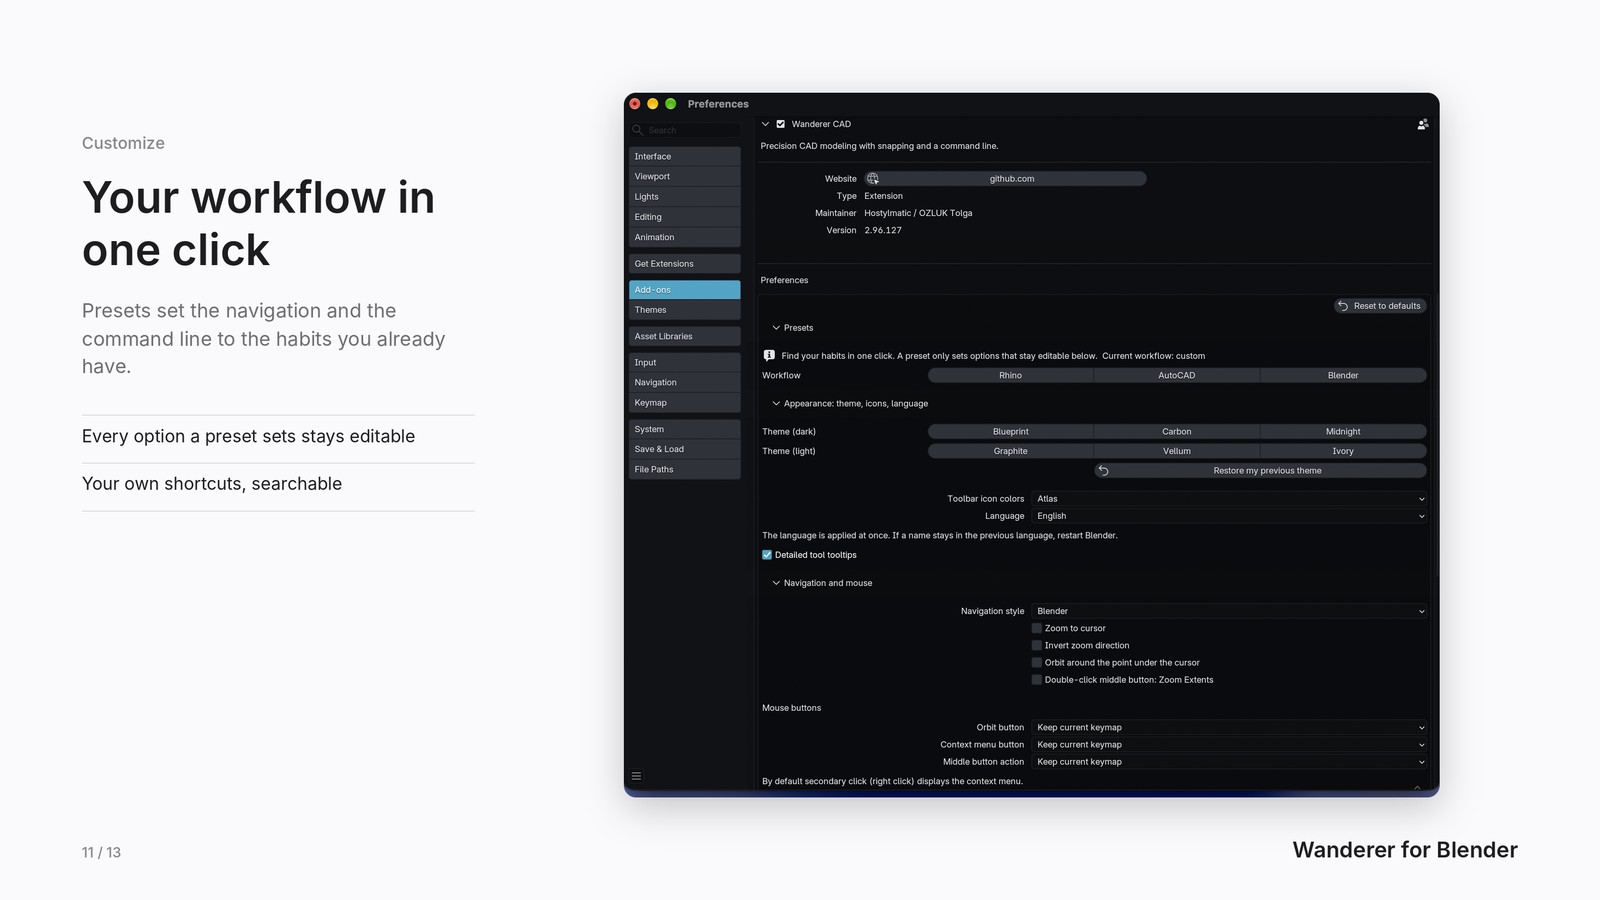 Customize
Your workflow in
one click
Presets set the navigation and the
command line to the habits you already
have.
Every option a preset sets stays editable
Your own shortcuts, searchable
11 / 13
Preferences
Search
Interface
Viewport
Lights
Editing
Animation
Get Extensions
Add-ons
Themes
Asset Libraries
Input
Navigation
Keymap
System
Save & Load
File Paths
Wanderer CAD
Precision CAD modeling with snapping and a command line.
Website github.com
Type Extension
Maintainer Hostylmatic / OZLUK Tolga
Version 2.96.127
Preferences
Reset to defaults
Presets
Find your habits in one click. A preset only sets options that stay editable below. Current workflow: custom
Workflow Rhino AutoCAD Blender
Appearance: theme, icons, language
Theme (dark) Blueprint Carbon Midnight
Theme (light) Graphite Vellum Ivory
Restore my previous theme
Toolbar icon colors Atlas
Language English
The language is applied at once. If a name stays in the previous language, restart Blender.
Detailed tool tooltips
Navigation and mouse
Navigation style Blender
Zoom to cursor
Invert zoom direction
Orbit around the point under the cursor
Double-click middle button: Zoom Extents
Mouse buttons
Orbit button Keep current keymap
Context menu button Keep current keymap
Middle button action Keep current keymap
By default secondary click (right click) displays the context menu.
Wanderer for Blender